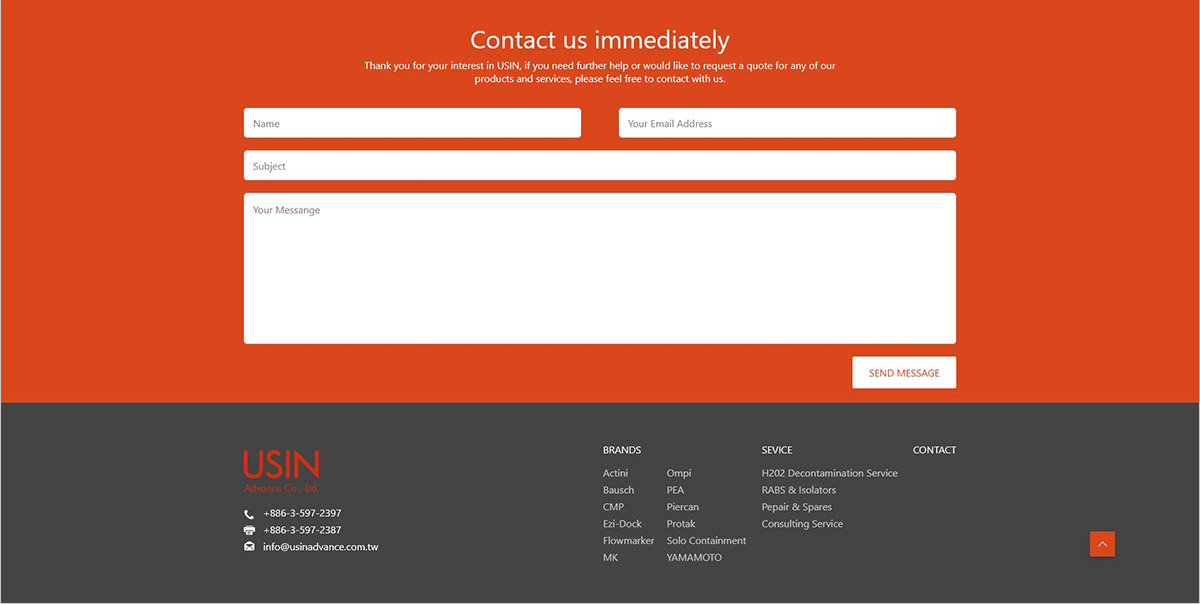 Contact us immediately
Thank you for your interest in USIN, if you need further help or would like to request a quote for any of our
products and services, please feel free to contact with us.
Name
Your Email Address
Subject
Your Messange
SEND MESSAGE
USIN
Advance Co., Ltd.
+886-3-597-2397
+886-3-597-2387
info@usinadvance.com.tw
BRANDS
Actini
Bausch
CMP
Ezi-Dock
Flowmarker
MK
Ompi
PEA
Piercan
Protak
Solo Containment
YAMAMOTO
SEVICE
H202 Decontamination Service
RABS & Isolators
Pepair & Spares
Consulting Service
CONTACT